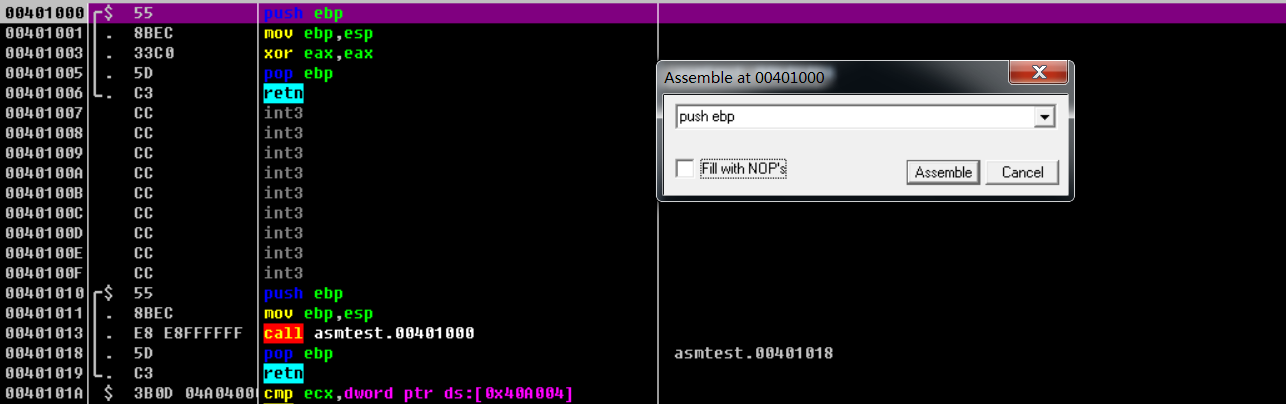 00401000 $ 55 push ebp
00401001 . 8BEC mov ebp,esp
00401003 . 33C0 xor eax,eax
00401005 . 5D pop ebp
00401006 . C3 retn
00401007 CC int3
00401008 CC int3
00401009 CC int3
0040100A CC int3
0040100B CC int3
0040100C CC int3
0040100D CC int3
0040100E CC int3
0040100F CC int3
00401010 $ 55 push ebp
00401011 . 8BEC mov ebp,esp
00401013 . E8 E8FFFFFF call asmtest.00401000
00401018 . 5D pop ebp asmtest.00401018
00401019 . C3 retn
0040101A $ 3B0D 04A0400 cmp ecx,dword ptr ds:[0x40A004]
Assemble at 00401000
push ebp
Fill with NOP's
Assemble Cancel